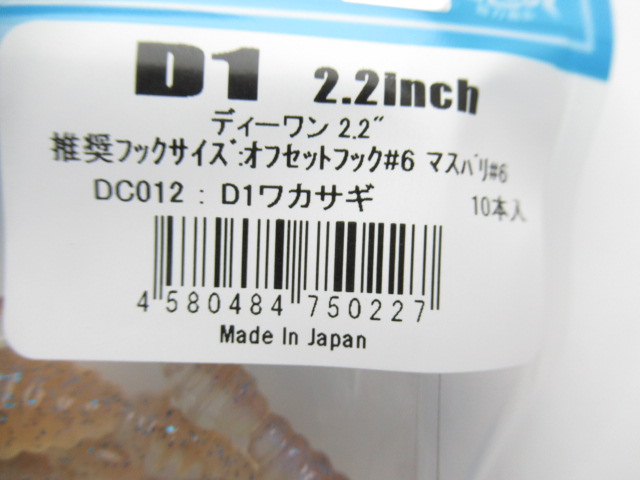 D1 2.2inch
ディーワン 2.2"
推奨フックサイズ:オフセットフック#6 マスバリ#6
DC012 : D1ワカサギ 10本入
4 580484 750227
Made In Japan